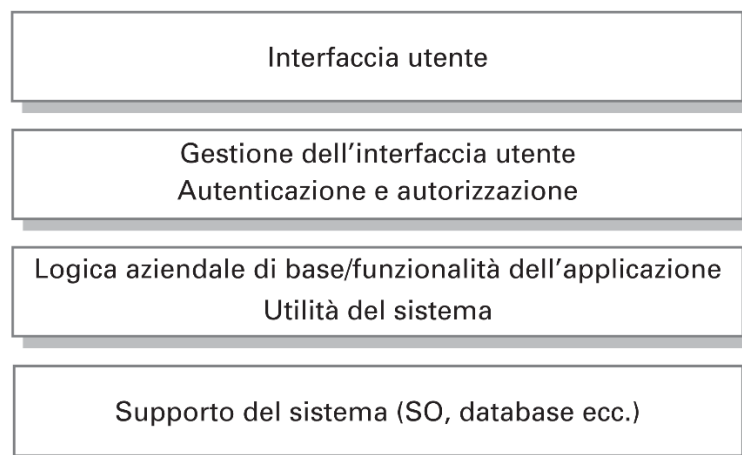 Interfaccia utente
Gestione dell'interfaccia utente
Autenticazione e autorizzazione
Logica aziendale di base/funzionalità dell'applicazione
Utilità del sistema
Supporto del sistema (SO, database ecc.)